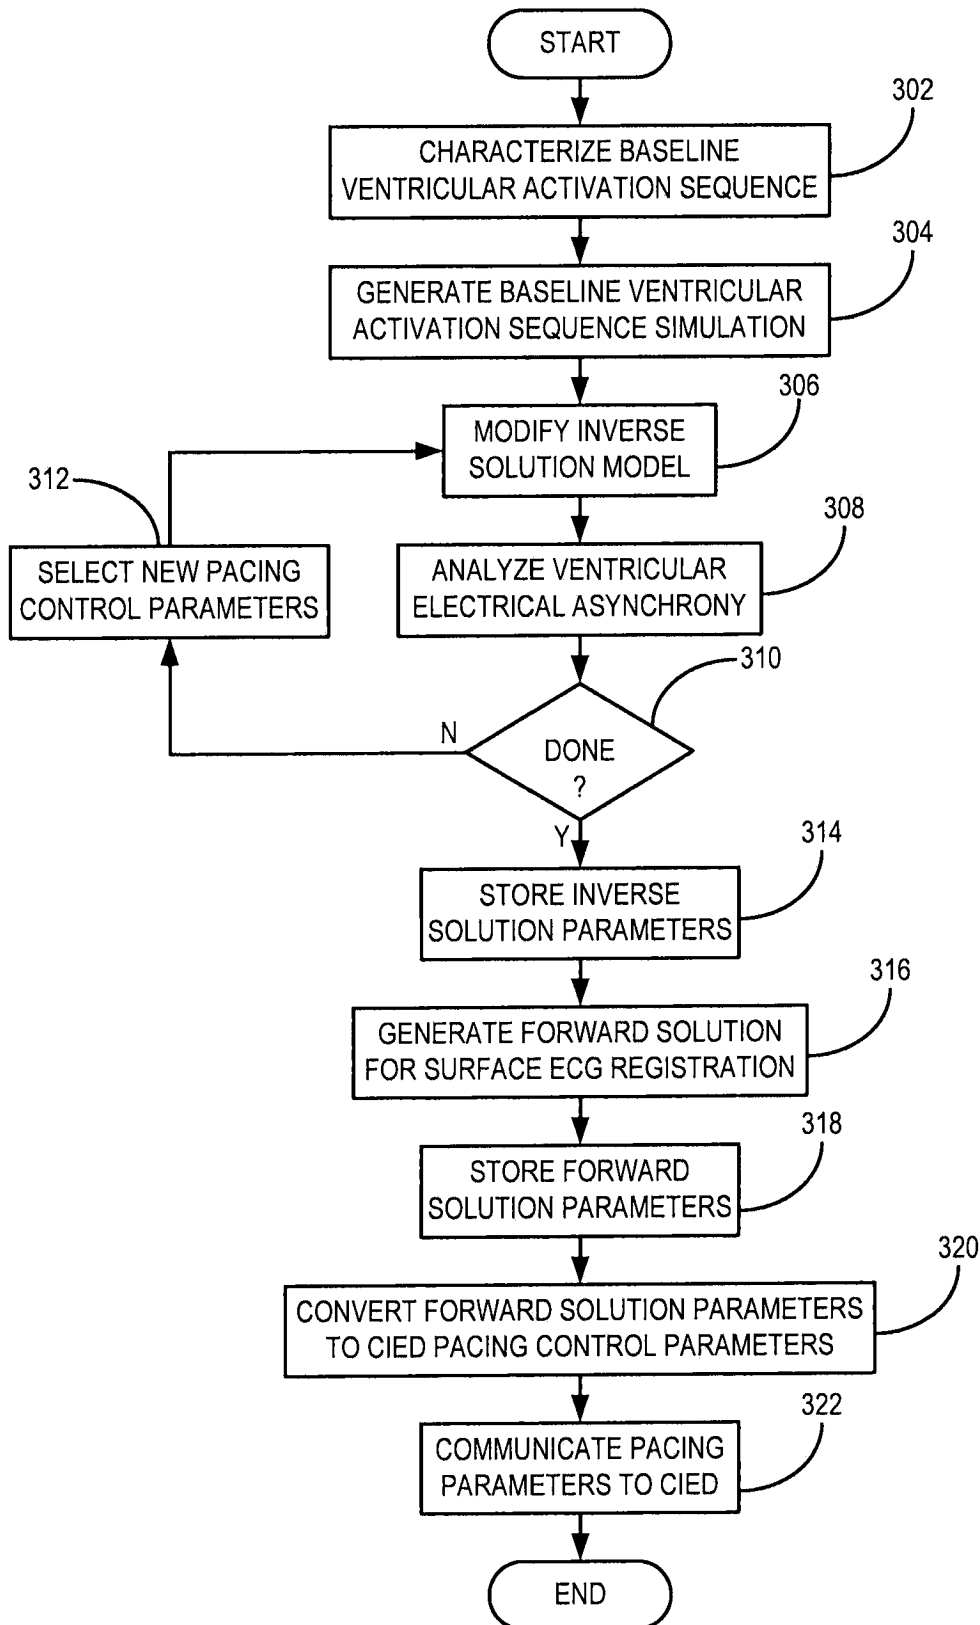 START
302
CHARACTERIZE BASELINE
VENTRICULAR ACTIVATION SEQUENCE
304
GENERATE BASELINE VENTRICULAR
ACTIVATION SEQUENCE SIMULATION
306
MODIFY INVERSE
SOLUTION MODEL
312
SELECT NEW PACING
CONTROL PARAMETERS
308
ANALYZE VENTRICULAR
ELECTRICAL ASYNCHRONY
310
N
DONE
?
Y
314
STORE INVERSE
SOLUTION PARAMETERS
316
GENERATE FORWARD SOLUTION
FOR SURFACE ECG REGISTRATION
318
STORE FORWARD
SOLUTION PARAMETERS
320
CONVERT FORWARD SOLUTION PARAMETERS
TO CIED PACING CONTROL PARAMETERS
322
COMMUNICATE PACING
PARAMETERS TO CIED
END